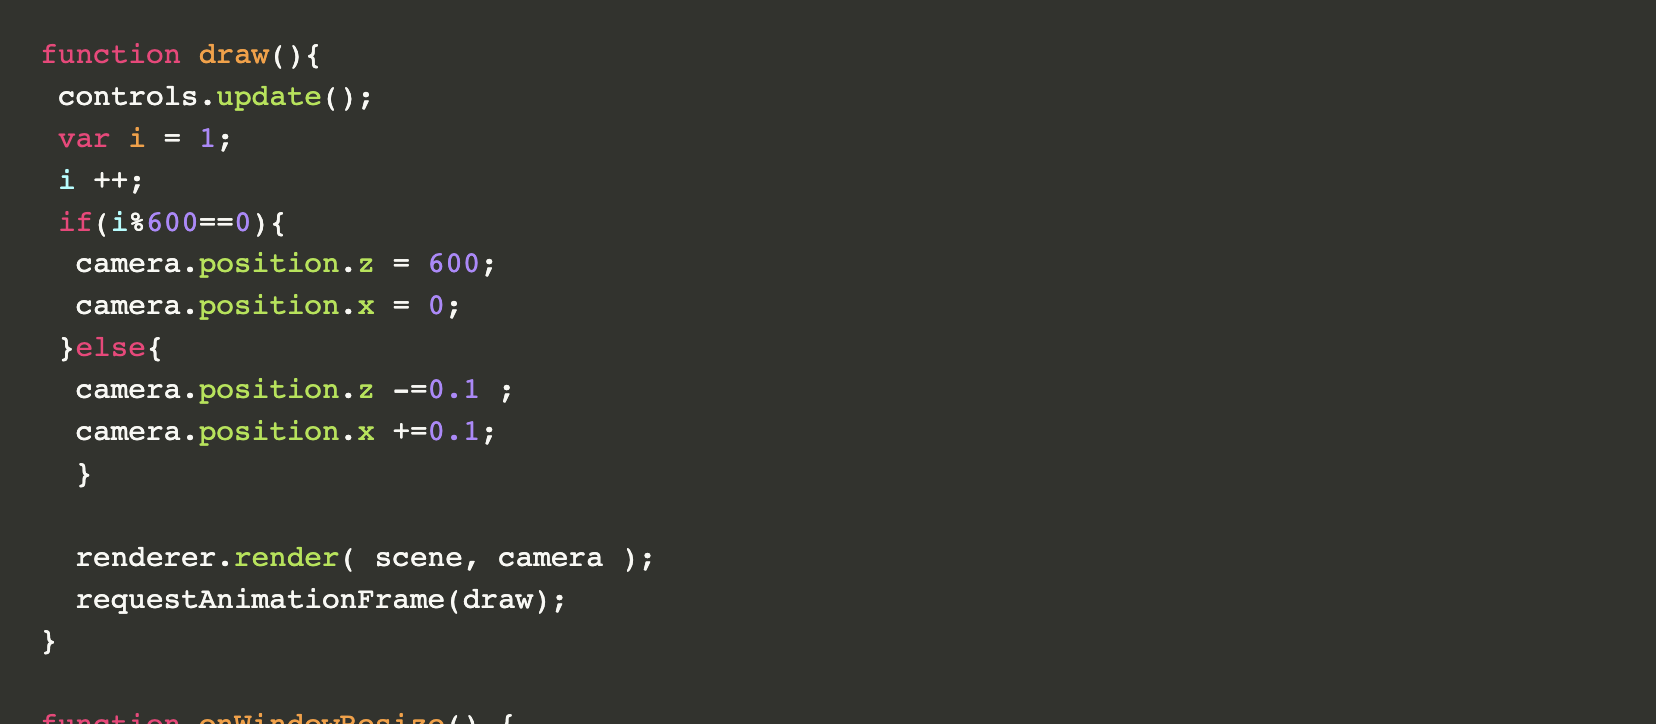 function draw(){
 controls.update();
 var i = 1;
 i ++;
 if(i%600==0){
  camera.position.z = 600;
  camera.position.x = 0;
 }else{
  camera.position.z -=0.1 ;
  camera.position.x +=0.1;
  }
  renderer.render( scene, camera );
  requestAnimationFrame(draw);
}
function onWindowResize() {